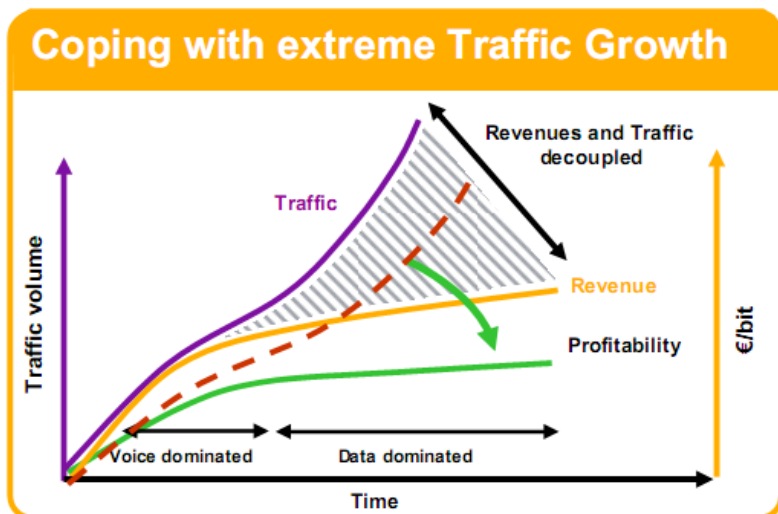 Coping with extreme Traffic Growth
Revenues and Traffic
decoupled
Traffic
Revenue
Profitability
Traffic volume
€/bit
Voice dominated
Data dominated
Time